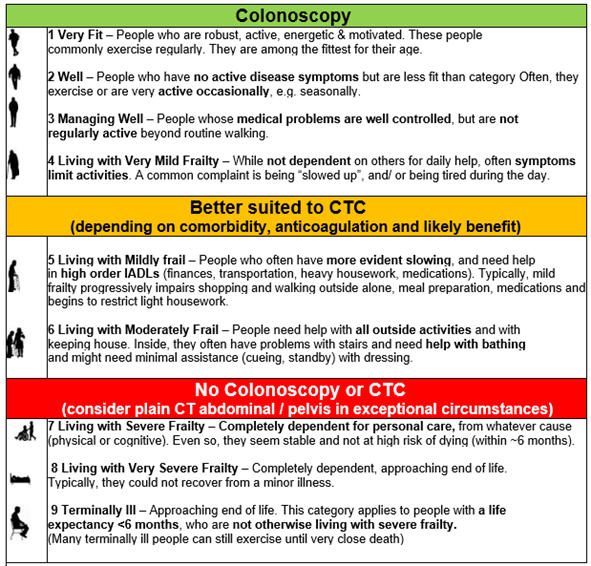 Colonoscopy
1 Very Fit – People who are robust, active, energetic & motivated. These people
commonly exercise regularly. They are among the fittest for their age.
2 Well – People who have no active disease symptoms but are less fit than category Often, they
exercise or are very active occasionally, e.g. seasonally.
3 Managing Well – People whose medical problems are well controlled, but are not
regularly active beyond routine walking.
4 Living with Very Mild Frailty – While not dependent on others for daily help, often symptoms
limit activities. A common complaint is being “slowed up”, and/ or being tired during the day.
Better suited to CTC
(depending on comorbidity, anticoagulation and likely benefit)
5 Living with Mildly frail – People who often have more evident slowing, and need help
in high order IADLs (finances, transportation, heavy housework, medications). Typically, mild
frailty progressively impairs shopping and walking outside alone, meal preparation, medications and
begins to restrict light housework.
6 Living with Moderately Frail – People need help with all outside activities and with
keeping house. Inside, they often have problems with stairs and need help with bathing
and might need minimal assistance (cueing, standby) with dressing.
No Colonoscopy or CTC
(consider plain CT abdominal / pelvis in exceptional circumstances)
7 Living with Severe Frailty – Completely dependent for personal care, from whatever cause
(physical or cognitive). Even so, they seem stable and not at high risk of dying (within ~6 months).
8 Living with Very Severe Frailty – Completely dependent, approaching end of life.
Typically, they could not recover from a minor illness.
9 Terminally Ill – Approaching end of life. This category applies to people with a life
expectancy <6 months, who are not otherwise living with severe frailty.
(Many terminally ill people can still exercise until very close death)